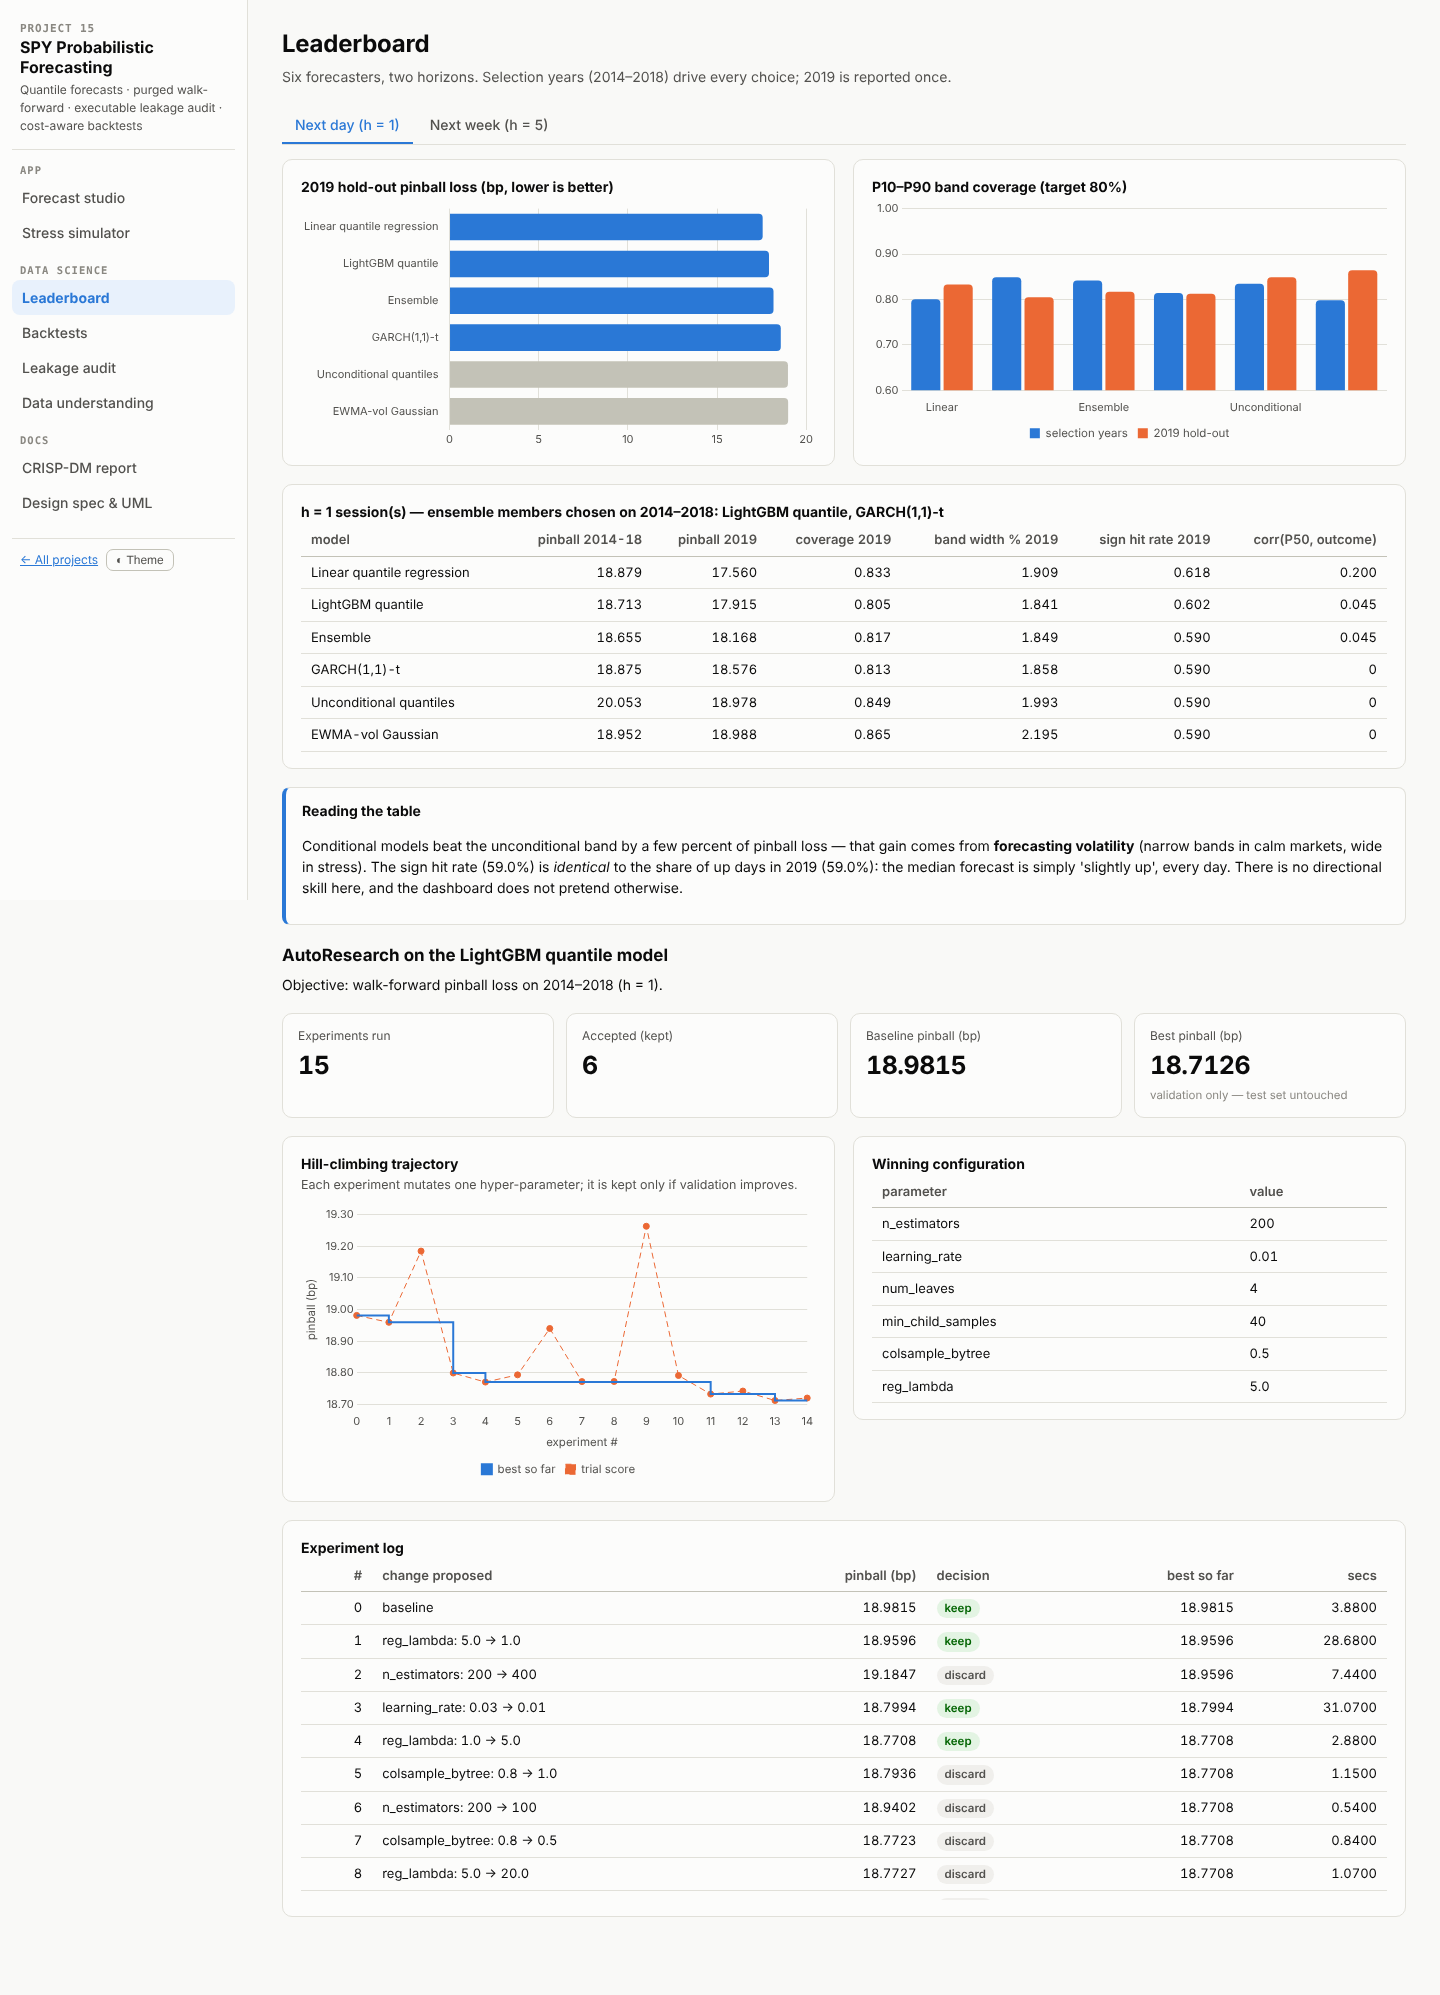 PROJECT 15
SPY Probabilistic
Forecasting
Quantile forecasts · purged walk-
forward · executable leakage audit ·
cost-aware backtests
APP
Forecast studio
Stress simulator
DATA SCIENCE
Leaderboard
Backtests
Leakage audit
Data understanding
DOCS
CRISP-DM report
Design spec & UML
← All projects
Theme
Leaderboard
Six forecasters, two horizons. Selection years (2014–2018) drive every choice; 2019 is reported once.
Next day (h = 1) Next week (h = 5)
2019 hold-out pinball loss (bp, lower is better)
Linear quantile regression
LightGBM quantile
Ensemble
GARCH(1,1)-t
Unconditional quantiles
EWMA-vol Gaussian
0 5 10 15 20
P10–P90 band coverage (target 80%)
1.00
0.90
0.80
0.70
0.60
Linear Ensemble Unconditional
selection years 2019 hold-out
h = 1 session(s) — ensemble members chosen on 2014–2018: LightGBM quantile, GARCH(1,1)-t
model pinball 2014-18 pinball 2019 coverage 2019 band width % 2019 sign hit rate 2019 corr(P50, outcome)
Linear quantile regression 18.879 17.560 0.833 1.909 0.618 0.200
LightGBM quantile 18.713 17.915 0.805 1.841 0.602 0.045
Ensemble 18.655 18.168 0.817 1.849 0.590 0.045
GARCH(1,1)-t 18.875 18.576 0.813 1.858 0.590 0
Unconditional quantiles 20.053 18.978 0.849 1.993 0.590 0
EWMA-vol Gaussian 18.952 18.988 0.865 2.195 0.590 0
Reading the table
Conditional models beat the unconditional band by a few percent of pinball loss — that gain comes from forecasting volatility (narrow bands in calm markets, wide
in stress). The sign hit rate (59.0%) is identical to the share of up days in 2019 (59.0%): the median forecast is simply 'slightly up', every day. There is no directional
skill here, and the dashboard does not pretend otherwise.
AutoResearch on the LightGBM quantile model
Objective: walk-forward pinball loss on 2014–2018 (h = 1).
Experiments run
15
Accepted (kept)
6
Baseline pinball (bp)
18.9815
Best pinball (bp)
18.7126
validation only — test set untouched
Hill-climbing trajectory
Each experiment mutates one hyper-parameter; it is kept only if validation improves.
pinball (bp)
19.30
19.20
19.10
19.00
18.90
18.80
18.70
0 1 2 3 4 5 6 7 8 9 10 11 12 13 14
experiment #
best so far trial score
Winning configuration
parameter value
n_estimators 200
learning_rate 0.01
num_leaves 4
min_child_samples 40
colsample_bytree 0.5
reg_lambda 5.0
Experiment log
# change proposed pinball (bp) decision best so far secs
0 baseline 18.9815 keep 18.9815 3.8800
1 reg_lambda: 5.0 → 1.0 18.9596 keep 18.9596 28.6800
2 n_estimators: 200 → 400 19.1847 discard 18.9596 7.4400
3 learning_rate: 0.03 → 0.01 18.7994 keep 18.7994 31.0700
4 reg_lambda: 1.0 → 5.0 18.7708 keep 18.7708 2.8800
5 colsample_bytree: 0.8 → 1.0 18.7936 discard 18.7708 1.1500
6 n_estimators: 200 → 100 18.9402 discard 18.7708 0.5400
7 colsample_bytree: 0.8 → 0.5 18.7723 discard 18.7708 0.8400
8 reg_lambda: 5.0 → 20.0 18.7727 discard 18.7708 1.0700